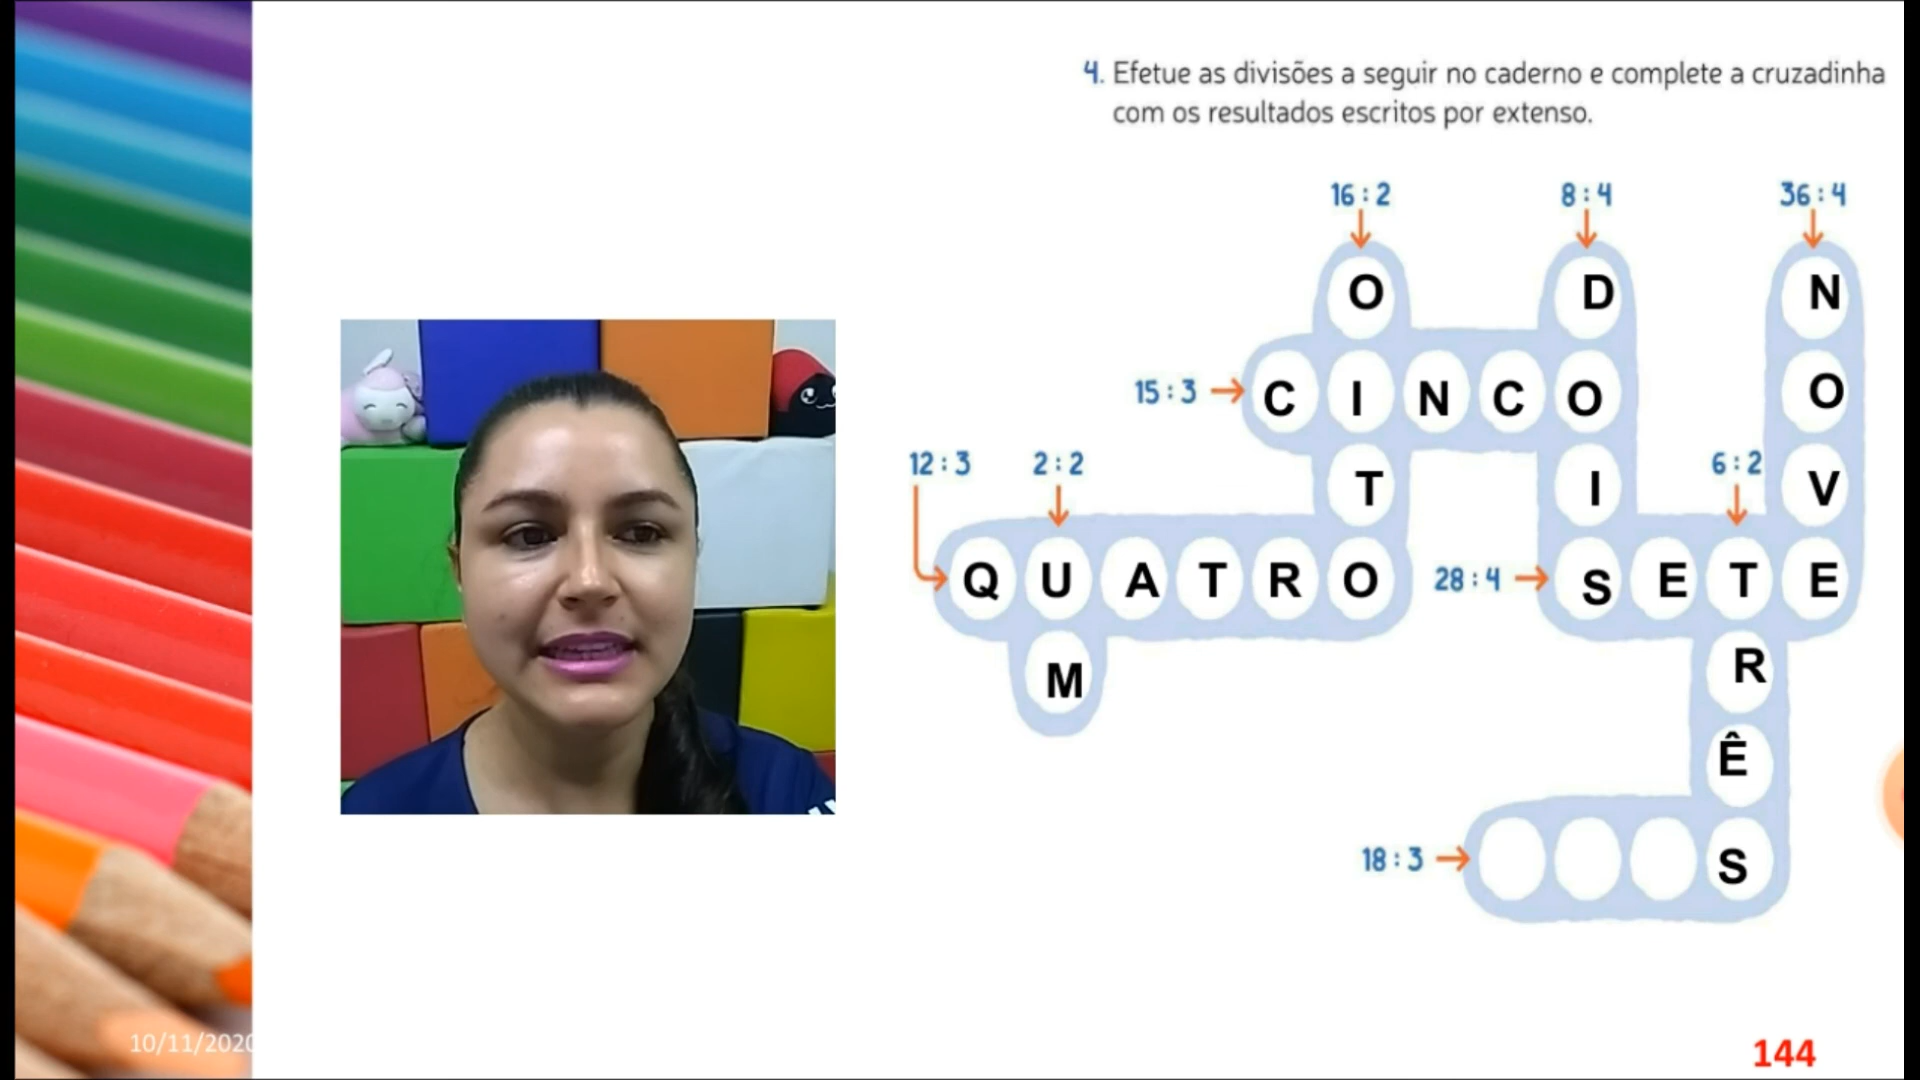 4. Efetue as divisões a seguir no caderno e complete a cruzadinha
com os resultados escritos por extenso.
16 : 2
8 : 4
36 : 4
O
D
N
15 : 3
C I N C O
O
12 : 3
2 : 2
T
I
6 : 2
V
Q U A T R O
28 : 4
S E T E
M
R
Ê
18 : 3
S
10/11/2020
144